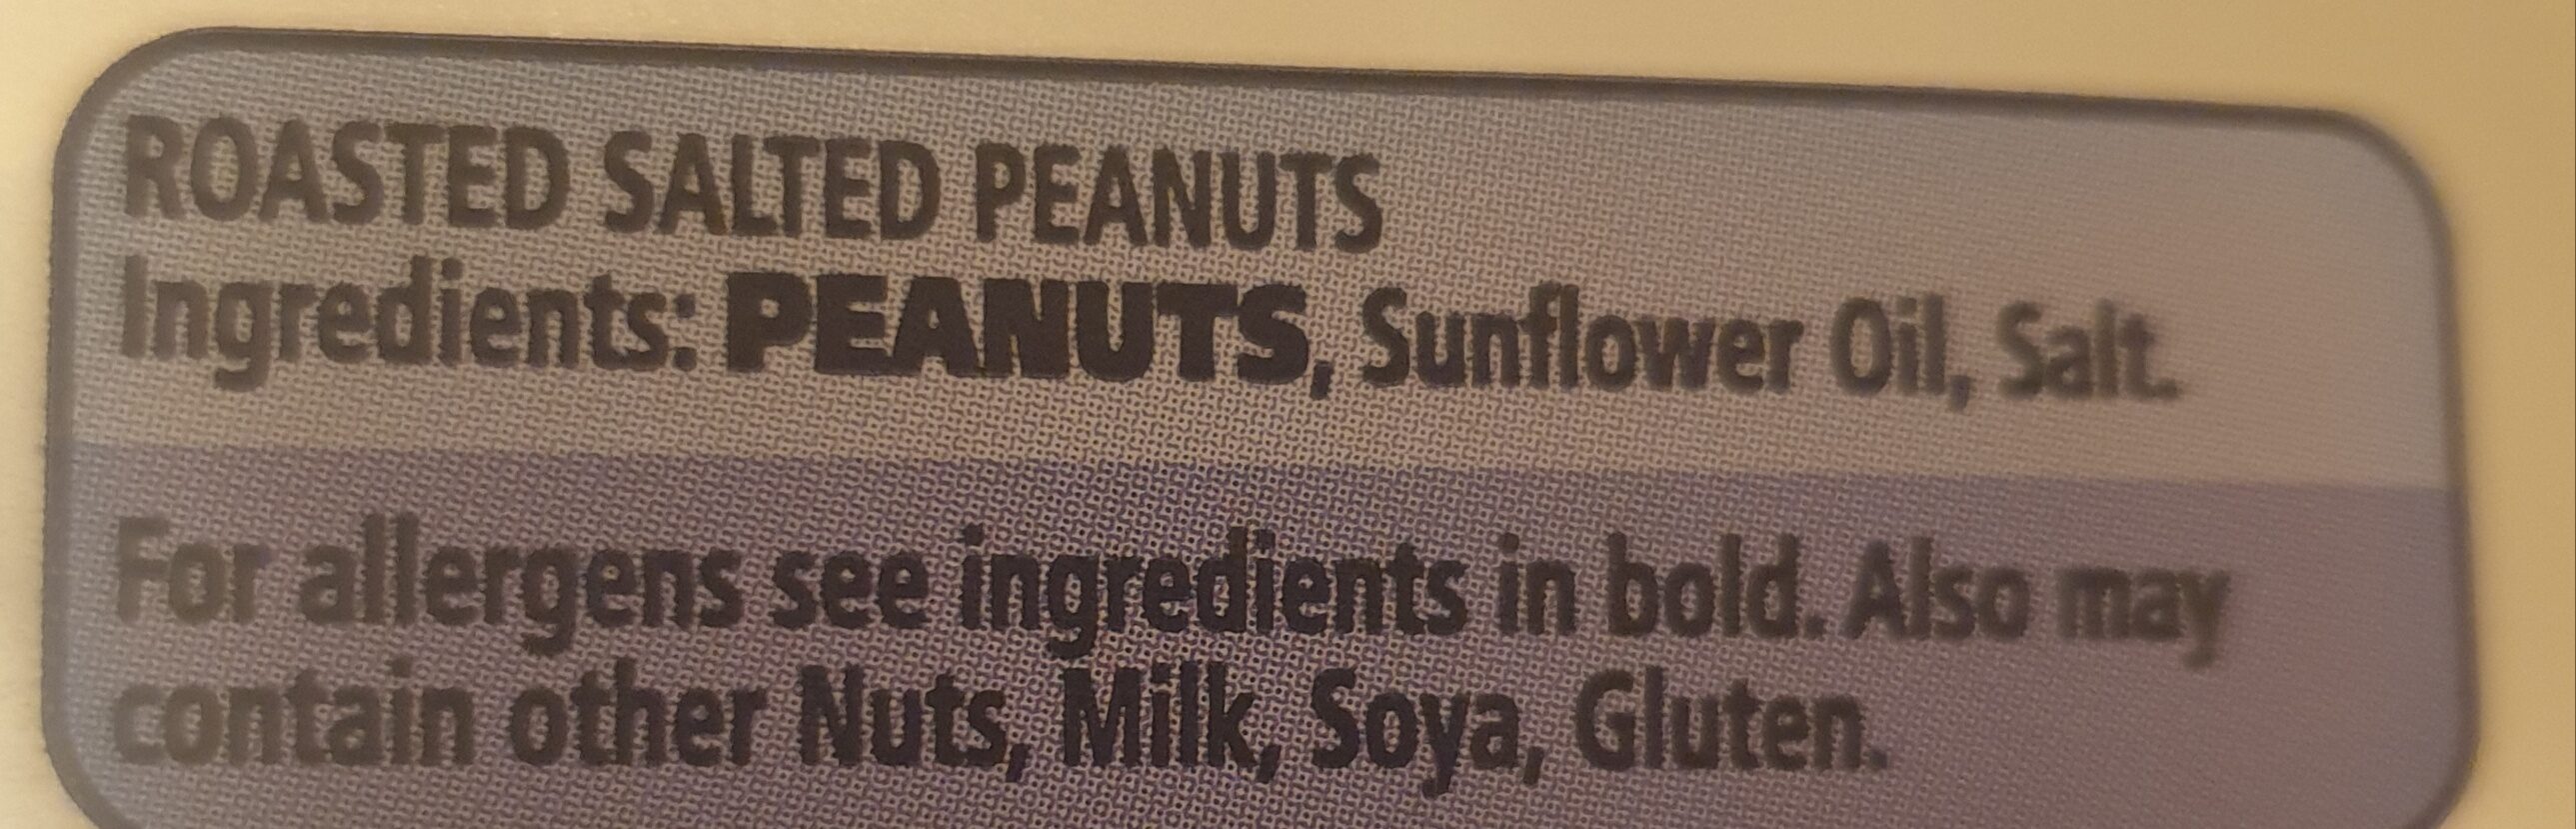 ROASTED SALTED PEANUTS
Ingredients: PEANUTS, Sunflower Oil, Salt.
For allergens see ingredients in bold. Also may
contain other Nuts, Milk, Soya, Gluten.